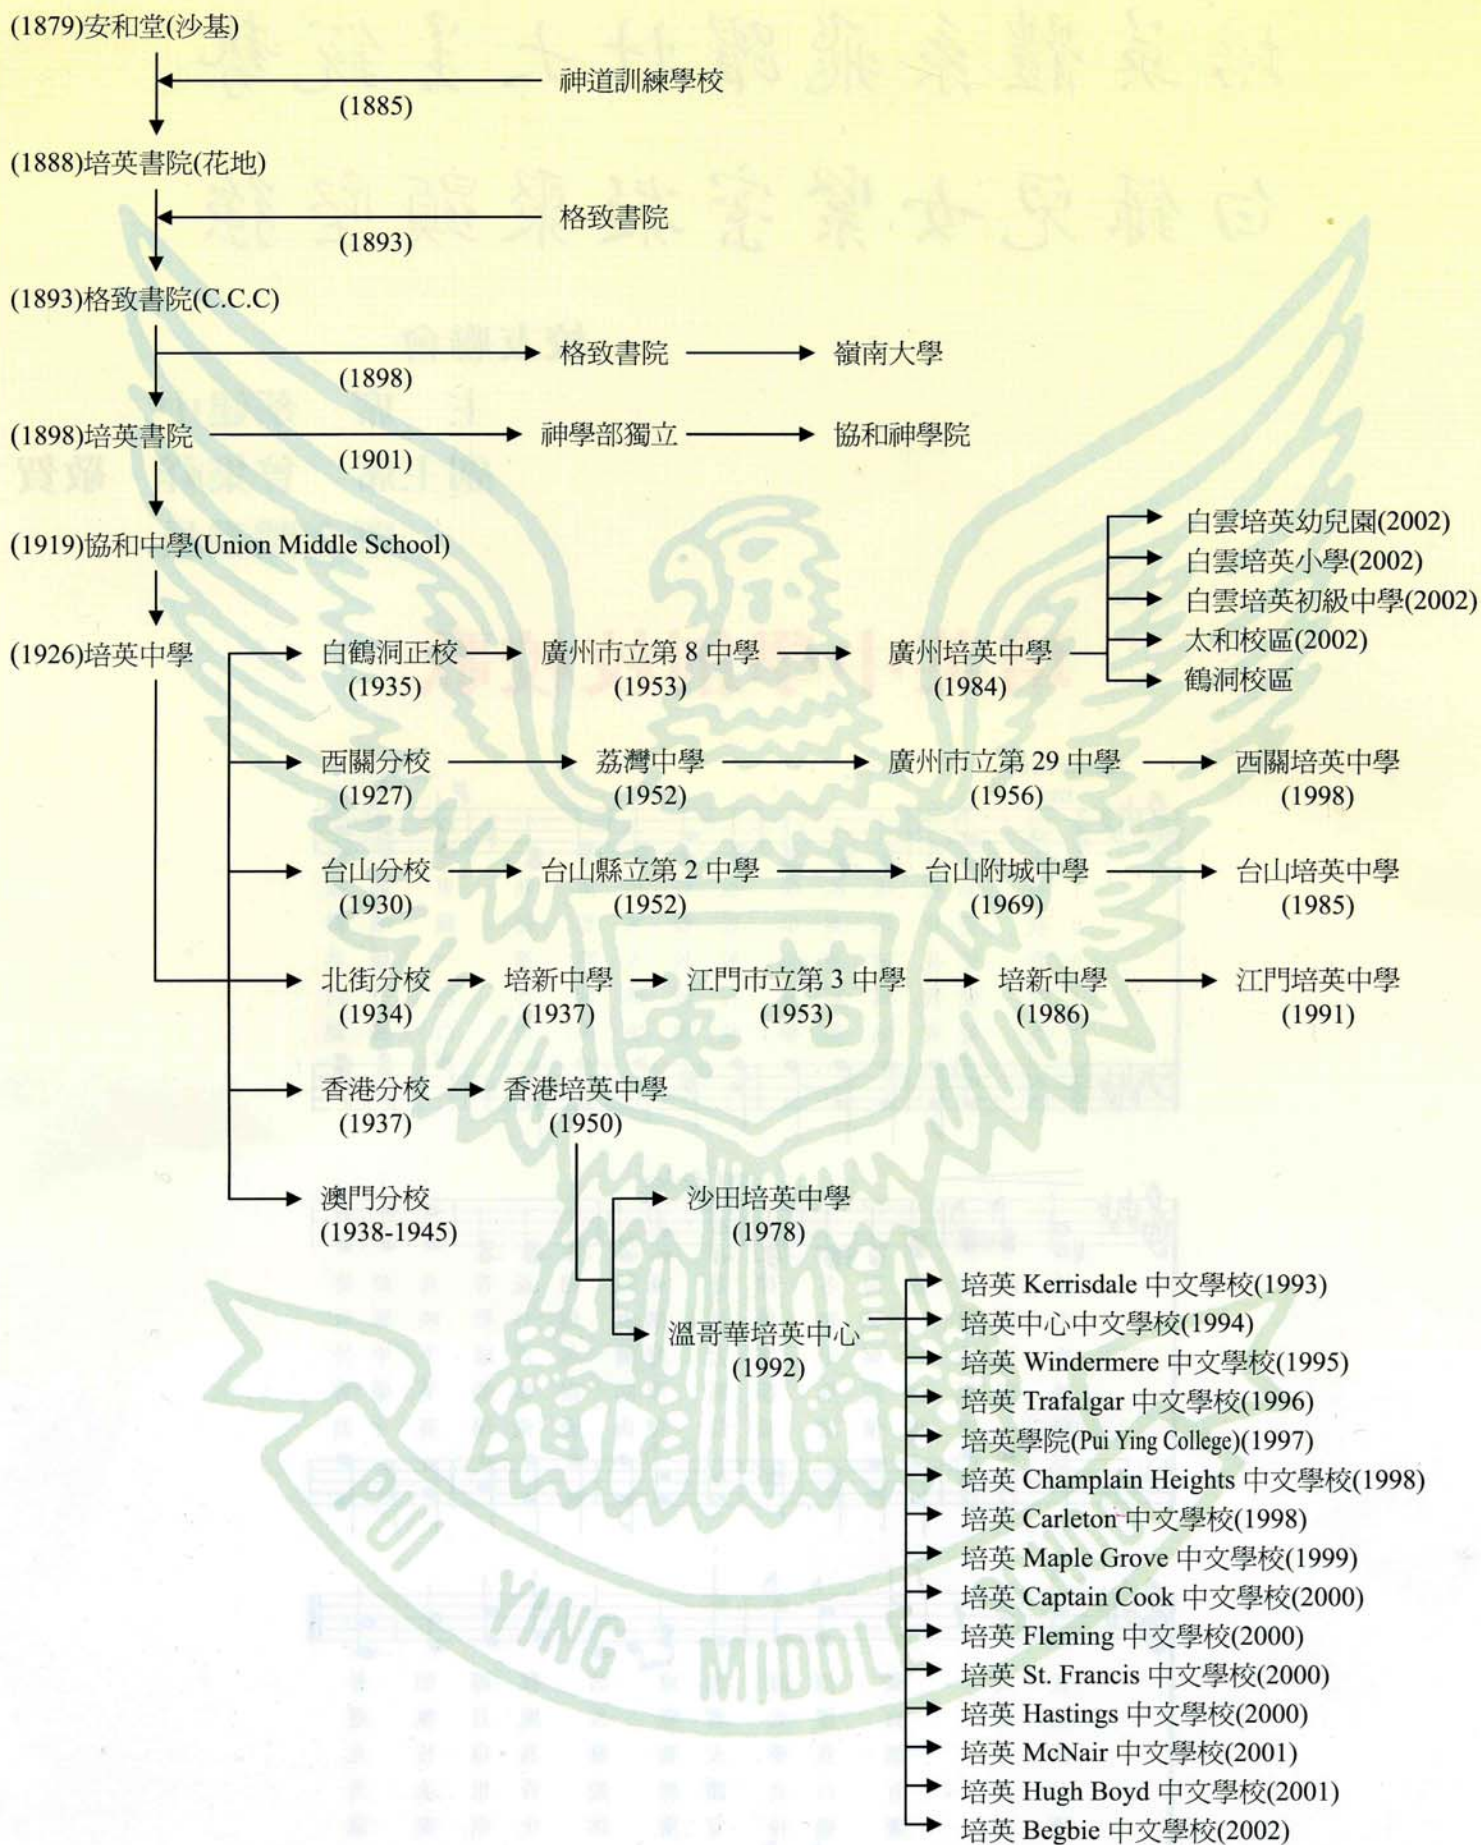 (1879)安和堂(沙基)
神道訓練學校
(1885)
(1888)培英書院(花地)
格致書院
(1893)
(1893)格致書院(C.C.C)
格致書院 嶺南大學
(1898)
(1898)培英書院 神學部獨立 協和神學院
(1901)
(1919)協和中學(Union Middle School)
白雲培英幼兒園(2002)
白雲培英小學(2002)
白雲培英初級中學(2002)
太和校區(2002)
鶴洞校區
(1926)培英中學 白鶴洞正校 廣州市立第 8 中學 廣州培英中學
(1935) (1953) (1984)
西關分校 荔灣中學 廣州市立第 29 中學 西關培英中學
(1927) (1952) (1956) (1998)
台山分校 台山縣立第 2 中學 台山附城中學 台山培英中學
(1930) (1952) (1969) (1985)
北街分校 培新中學 江門市立第 3 中學 培新中學 江門培英中學
(1934) (1937) (1953) (1986) (1991)
香港分校 香港培英中學
(1937) (1950)
澳門分校 沙田培英中學
(1938-1945) (1978)
溫哥華培英中心
(1992)
培英 Kerrisdale 中文學校(1993)
培英中心中文學校(1994)
培英 Windermere 中文學校(1995)
培英 Trafalgar 中文學校(1996)
培英學院(Pui Ying College)(1997)
培英 Champlain Heights 中文學校(1998)
培英 Carleton 中文學校(1998)
培英 Maple Grove 中文學校(1999)
培英 Captain Cook 中文學校(2000)
培英 Fleming 中文學校(2000)
培英 St. Francis 中文學校(2000)
培英 Hastings 中文學校(2000)
培英 McNair 中文學校(2001)
培英 Hugh Boyd 中文學校(2001)
培英 Begbie 中文學校(2002)
培英
PUI YING MIDDLE SCHOOL